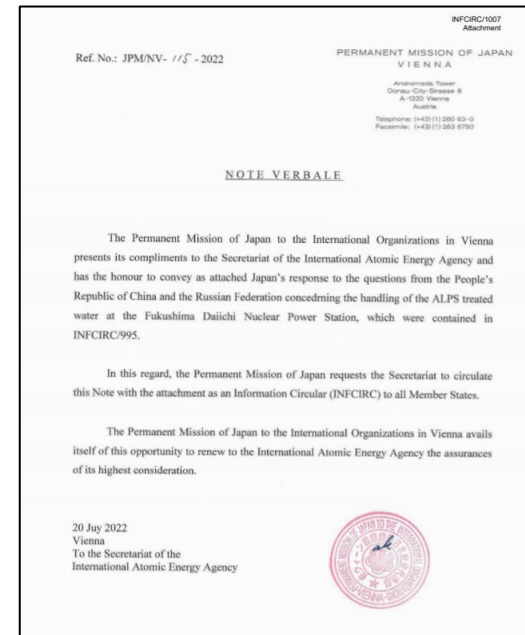 INFCIRC/1007
Attachment
Ref. No.: JPM/NV- 115 - 2022
PERMANENT MISSION OF JAPAN
VIENNA
Andromeda Tower
Donau-City-Strasse 6
A-1220 Vienna
Austria
Telephone: (+43) (1) 260 63-0
Facsimile: (+43) (1) 263 6750
NOTE VERBALE
The Permanent Mission of Japan to the International Organizations in Vienna
presents its compliments to the Secretariat of the International Atomic Energy Agency and
has the honour to convey as attached Japan's response to the questions from the People's
Republic of China and the Russian Federation concedrning the handling of the ALPS treated
water at the Fukushima Daiichi Nuclear Power Station, which were contained in
INFCIRC/995.
In this regard, the Permanent Mission of Japan requests the Secretariat to circulate
this Note with the attachment as an Information Circular (INFCIRC) to all Member States.
The Permanent Mission of Japan to the International Organizations in Vienna avails
itself of this opportunity to renew to the International Atomic Energy Agency the assurances
of its highest consideration.
20 Juy 2022
Vienna
To the Secretariat of the
International Atomic Energy Agency